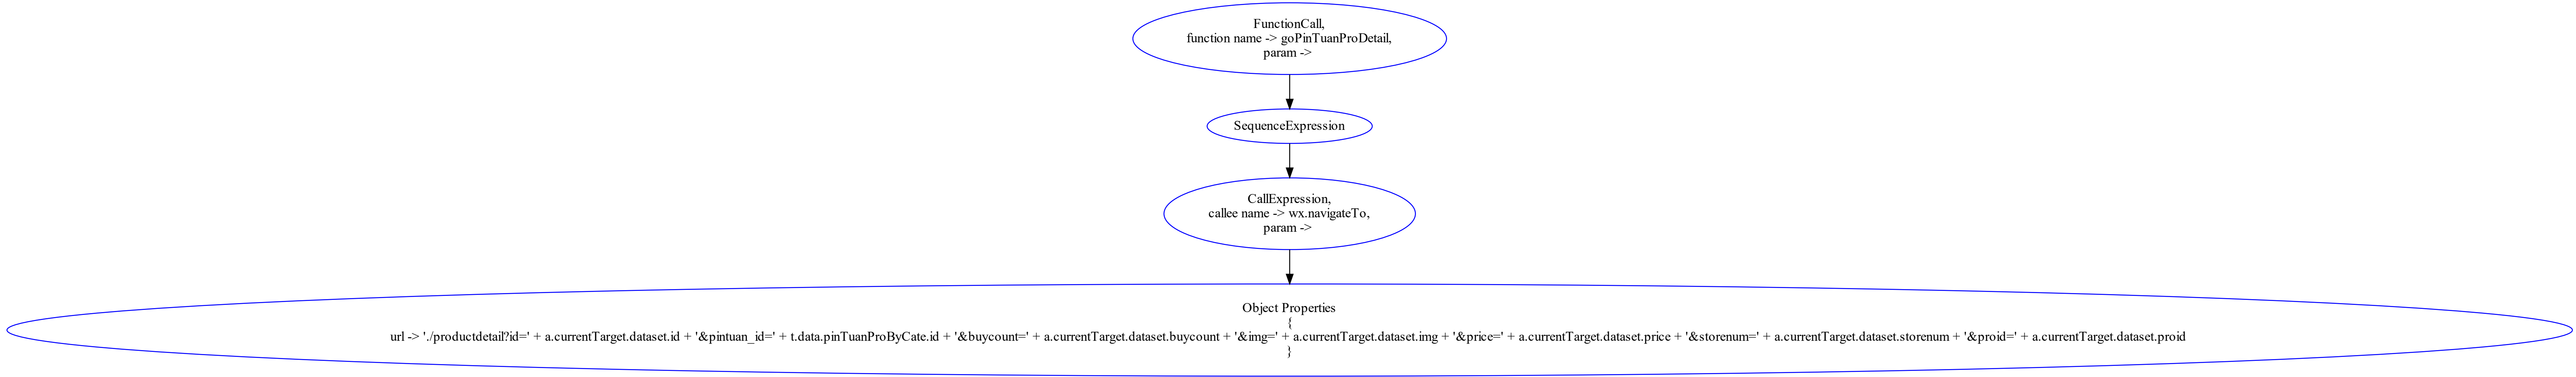 FunctionCall,
function name -> goPinTuanProDetail,
param ->
SequenceExpression
CallExpression,
callee name -> wx.navigateTo,
param ->
Object Properties
{
url -> './productdetail?id=' + a.currentTarget.dataset.id + '&pintuan_id=' + t.data.pinTuanProByCate.id + '&buycount=' + a.currentTarget.dataset.buycount + '&img=' + a.currentTarget.dataset.img + '&price=' + a.currentTarget.dataset.price + '&storenum=' + a.currentTarget.dataset.storenum + '&proid=' + a.currentTarget.dataset.proid
}